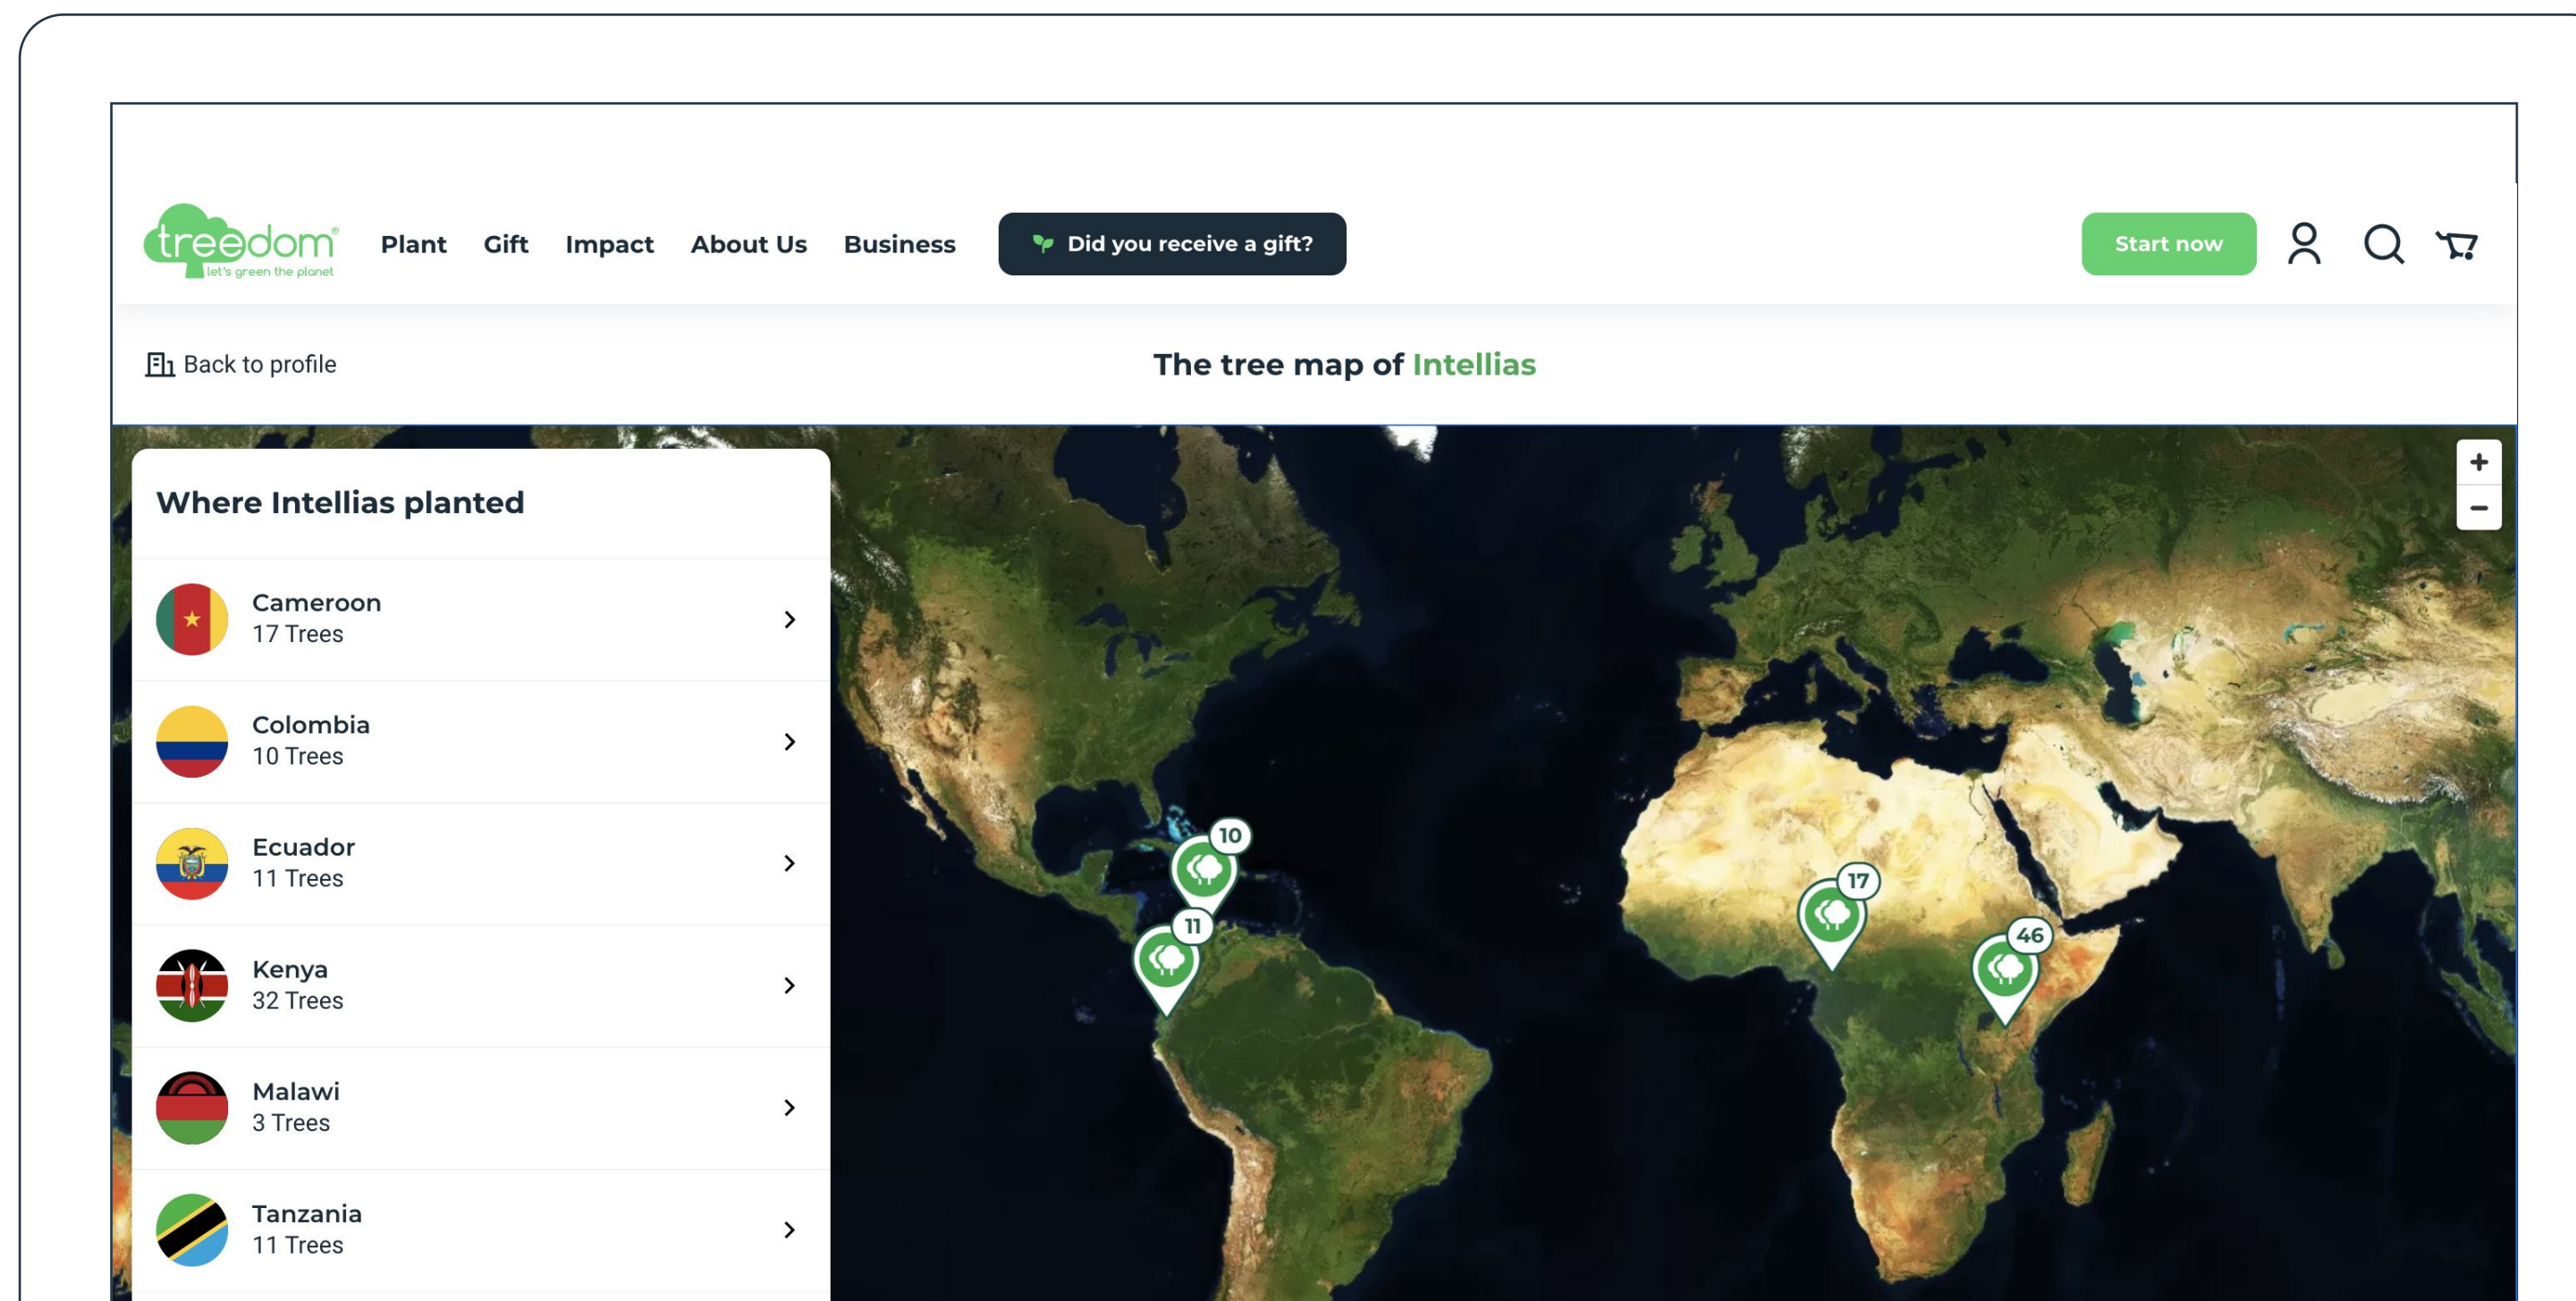 treedom®
let's green the planet
Plant Gift Impact About Us Business Did you receive a gift? Start now
Back to profile
The tree map of Intellias
Where Intellias planted
Cameroon
17 Trees
Colombia
10 Trees
Ecuador
11 Trees
Kenya
32 Trees
Malawi
3 Trees
Tanzania
11 Trees
+
−
10
11
17
46